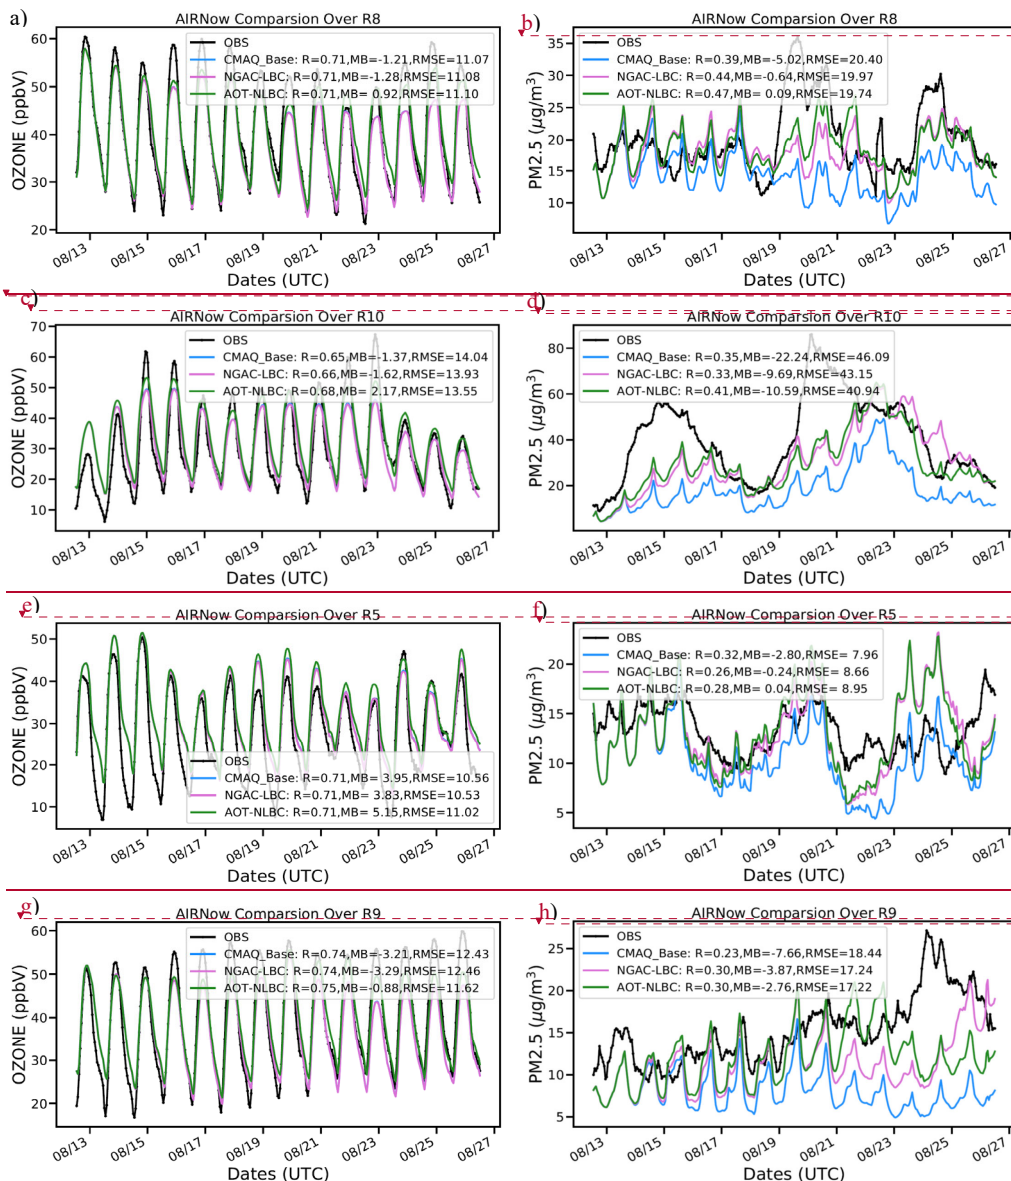 a)
AIRNow Comparsion Over R8
OZONE (ppbV)
60
50
40
30
20
OBS
CMAQ_Base: R=0.71,MB=-1.21,RMSE=11.07
NGAC-LBC: R=0.71,MB=-1.28,RMSE=11.08
AOT-NLBC: R=0.71,MB= 0.92,RMSE=11.10
08/13 08/15 08/17 08/19 08/21 08/23 08/25 08/27
Dates (UTC)
b)
AIRNow Comparsion Over R8
PM2.5 (μg/m³)
35
30
25
20
15
10
OBS
CMAQ_Base: R=0.39,MB=-5.02,RMSE=20.40
NGAC-LBC: R=0.44,MB=-0.64,RMSE=19.97
AOT-NLBC: R=0.47,MB= 0.09,RMSE=19.74
08/13 08/15 08/17 08/19 08/21 08/23 08/25 08/27
Dates (UTC)
c)
AIRNow Comparsion Over R10
OZONE (ppbV)
70
60
50
40
30
20
10
OBS
CMAQ_Base: R=0.65,MB=-1.37,RMSE=14.04
NGAC-LBC: R=0.66,MB=-1.62,RMSE=13.93
AOT-NLBC: R=0.68,MB= 2.17,RMSE=13.55
08/13 08/15 08/17 08/19 08/21 08/23 08/25 08/27
Dates (UTC)
d)
AIRNow Comparsion Over R10
PM2.5 (μg/m³)
80
60
40
20
OBS
CMAQ_Base: R=0.35,MB=-22.24,RMSE=46.09
NGAC-LBC: R=0.33,MB=-9.69,RMSE=43.15
AOT-NLBC: R=0.41,MB=-10.59,RMSE=40.94
08/13 08/15 08/17 08/19 08/21 08/23 08/25 08/27
Dates (UTC)
e)
AIRNow Comparsion Over R5
OZONE (ppbV)
50
40
30
20
10
OBS
CMAQ_Base: R=0.71,MB= 3.95,RMSE=10.56
NGAC-LBC: R=0.71,MB= 3.83,RMSE=10.53
AOT-NLBC: R=0.71,MB= 5.15,RMSE=11.02
08/13 08/15 08/17 08/19 08/21 08/23 08/25 08/27
Dates (UTC)
f)
AIRNow Comparsion Over R5
PM2.5 (μg/m³)
20
15
10
5
OBS
CMAQ_Base: R=0.32,MB=-2.80,RMSE= 7.96
NGAC-LBC: R=0.26,MB=-0.24,RMSE= 8.66
AOT-NLBC: R=0.28,MB= 0.04,RMSE= 8.95
08/13 08/15 08/17 08/19 08/21 08/23 08/25 08/27
Dates (UTC)
g)
AIRNow Comparsion Over R9
OZONE (ppbV)
60
50
40
30
20
OBS
CMAQ_Base: R=0.74,MB=-3.21,RMSE=12.43
NGAC-LBC: R=0.74,MB=-3.29,RMSE=12.46
AOT-NLBC: R=0.75,MB=-0.88,RMSE=11.62
08/13 08/15 08/17 08/19 08/21 08/23 08/25 08/27
Dates (UTC)
h)
AIRNow Comparsion Over R9
PM2.5 (μg/m³)
25
20
15
10
5
OBS
CMAQ_Base: R=0.23,MB=-7.66,RMSE=18.44
NGAC-LBC: R=0.30,MB=-3.87,RMSE=17.24
AOT-NLBC: R=0.30,MB=-2.76,RMSE=17.22
08/13 08/15 08/17 08/19 08/21 08/23 08/25 08/27
Dates (UTC)